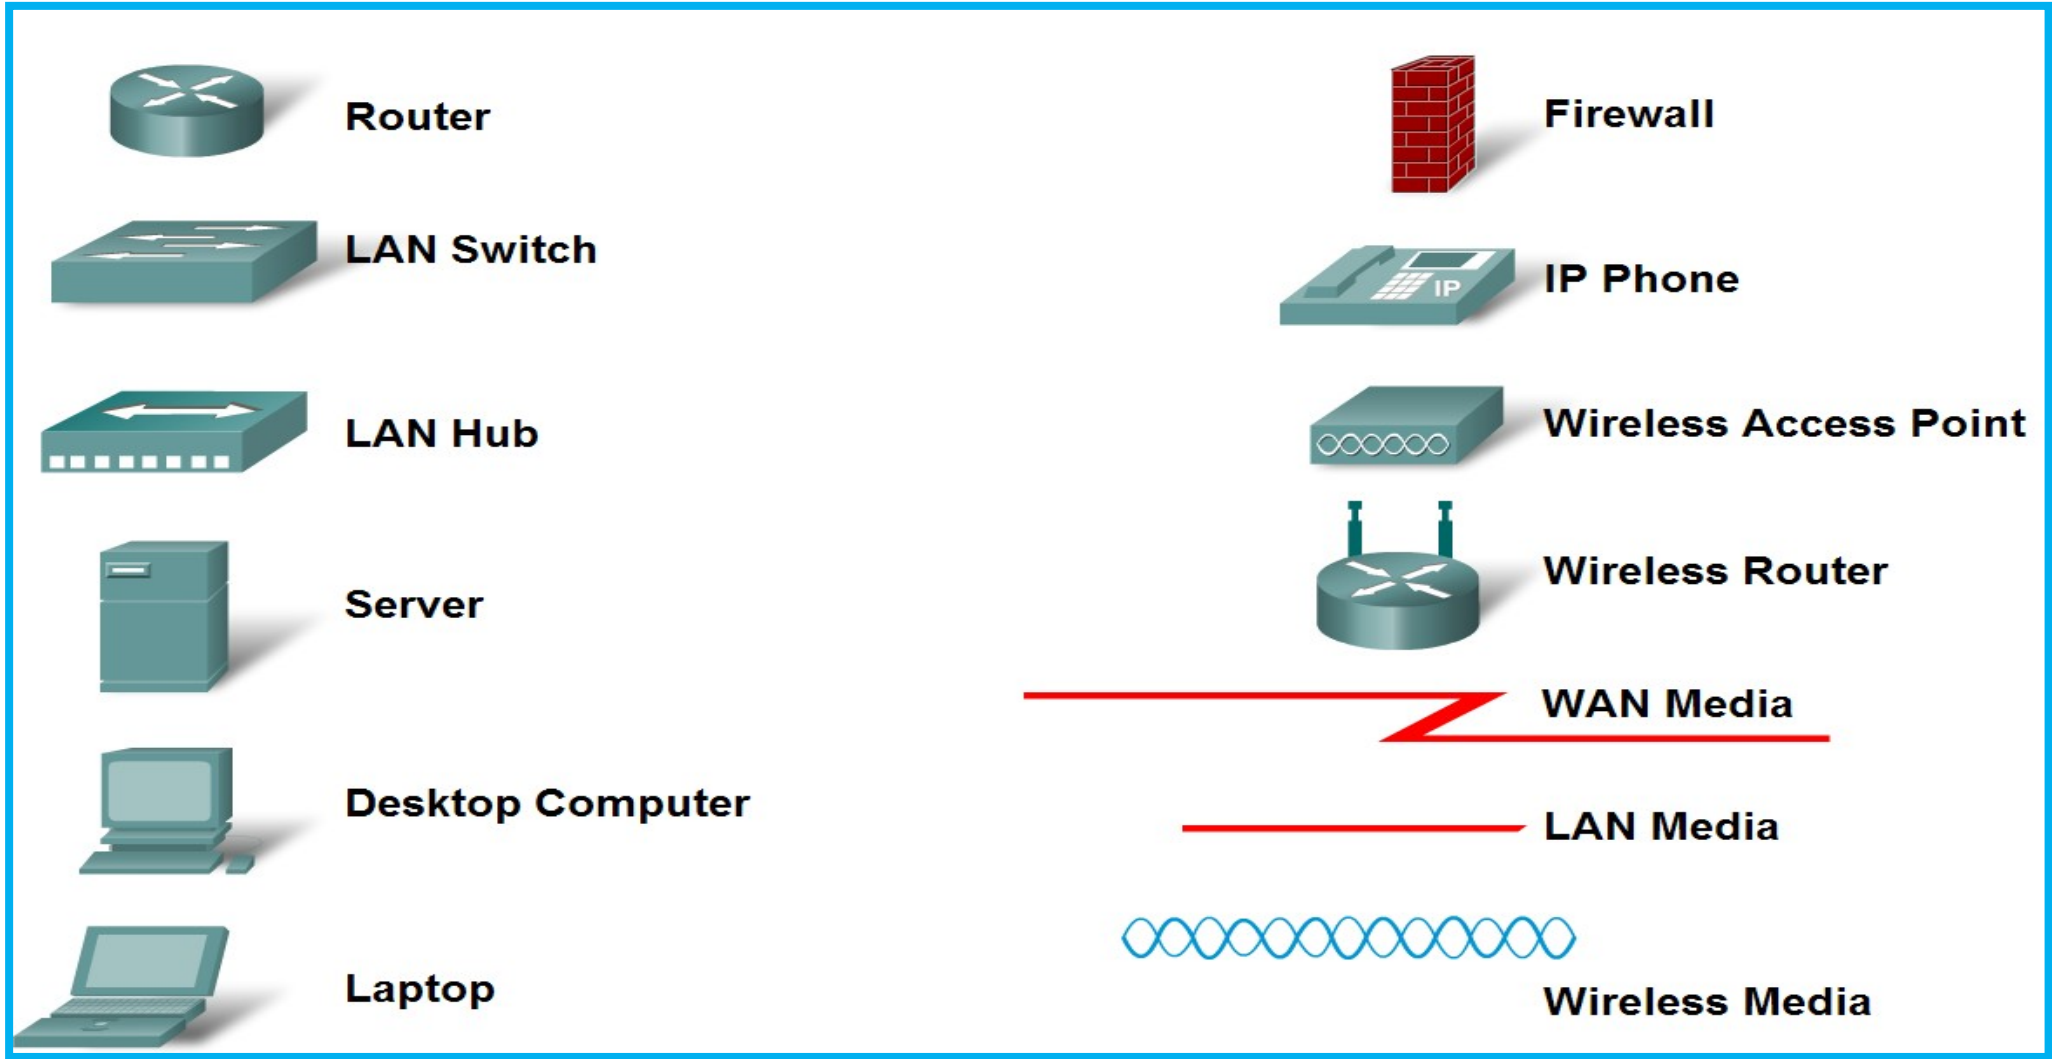 Router
LAN Switch
LAN Hub
Server
Desktop Computer
Laptop
Firewall
IP
IP Phone
Wireless Access Point
Wireless Router
WAN Media
LAN Media
Wireless Media